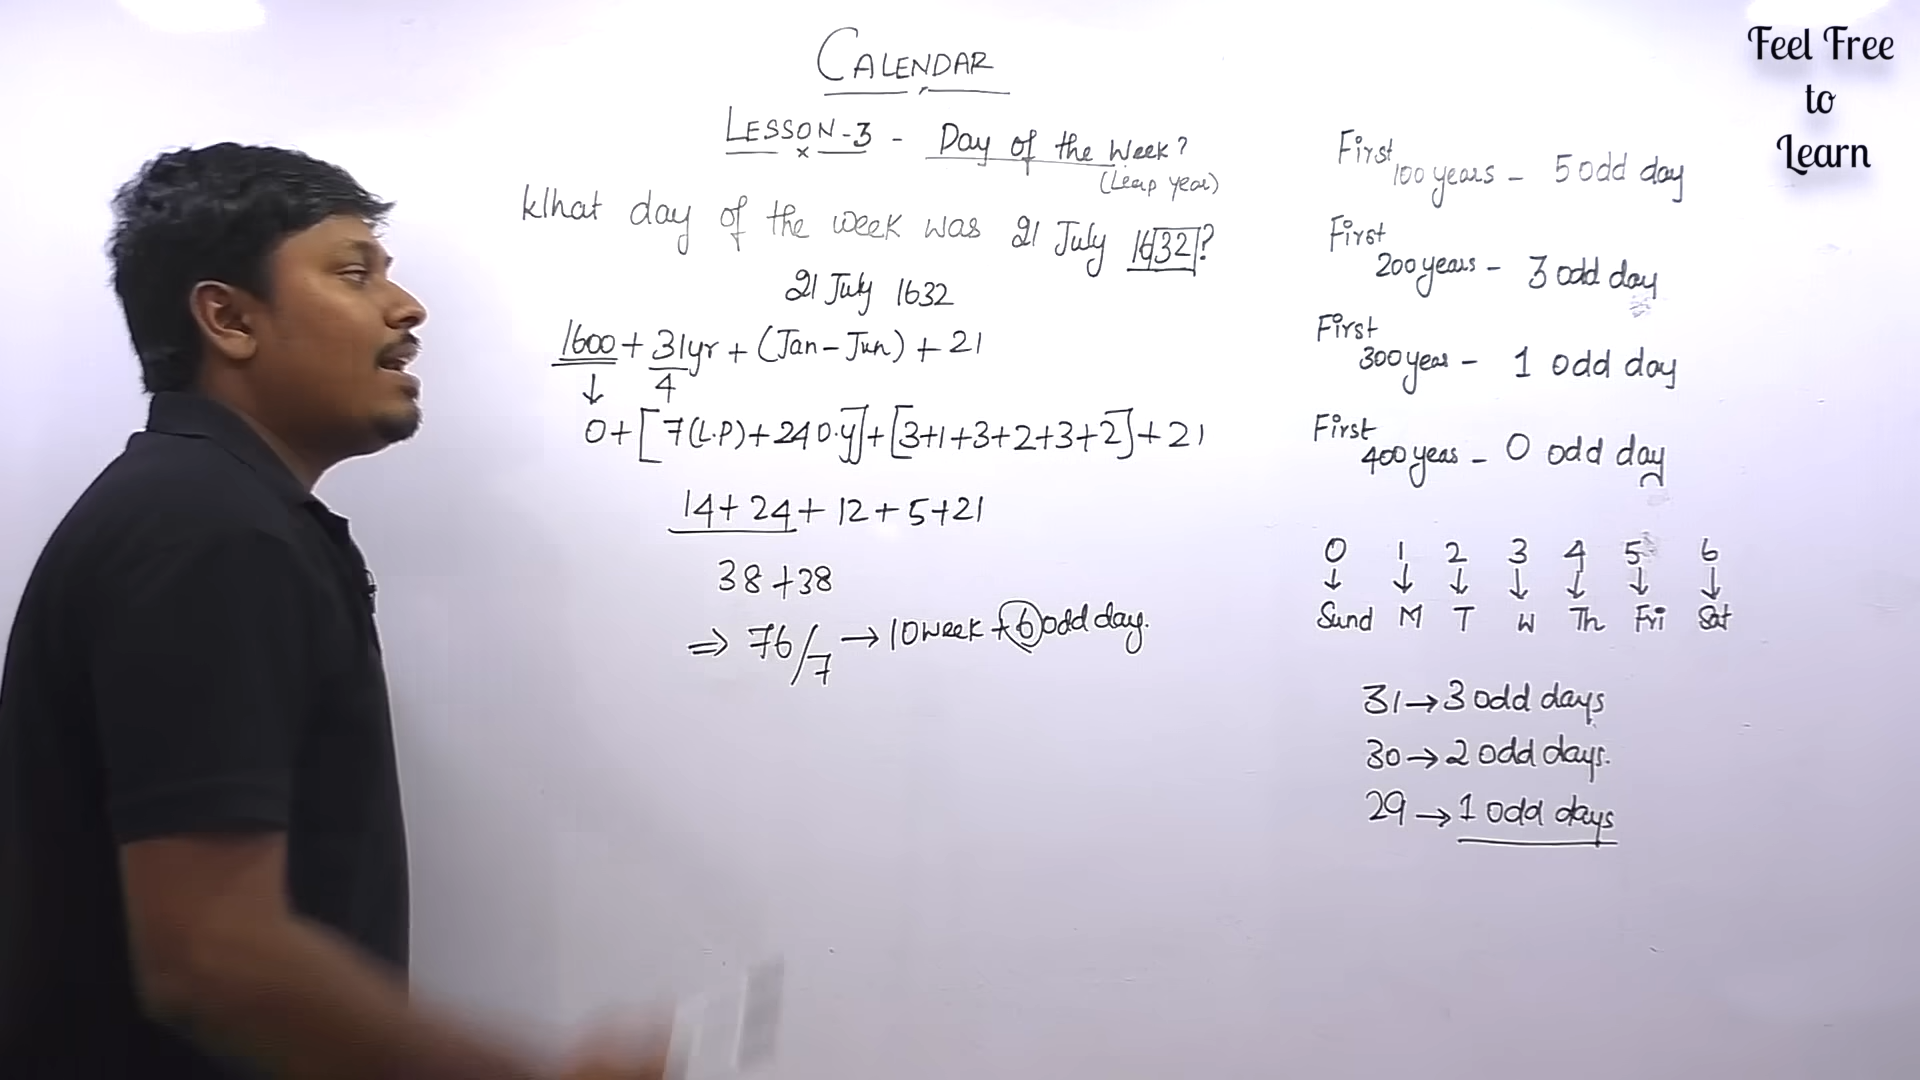 CALENDAR
LESSON-3 - Day of the Week?
(Leap year)
What day of the week was 21 July 1632?
21 July 1632
1600 + 31yr + (Jan - Jun) + 21
4
0 + [7(L.P) + 24 O.y] + [3+1+3+2+3+2] + 21
14 + 24 + 12 + 5 + 21
38 + 38
⇒ 76/7 → 10 week + 6 odd day.
Feel Free
to
Learn
First
100 years - 5 odd day
First
200 years - 3 odd day
First
300 year - 1 odd day
First
400 yeas - 0 odd day
0 1 2 3 4 5 6
↓ ↓ ↓ ↓ ↓ ↓ ↓
Sund M T W Th Fri Sat
31 → 3 odd days
30 → 2 odd days.
29 → 1 odd days